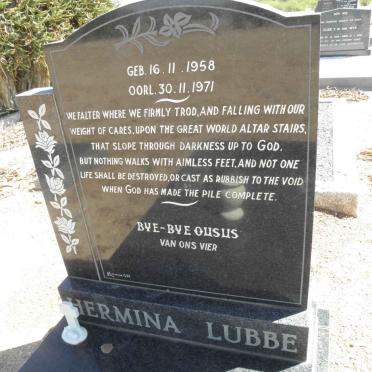 GEB. 16.11.1958
OORL. 30.11.1971
WE FALTER WHERE WE FIRMLY TROD, AND FALLING WITH OUR
WEIGHT OF CARES, UPON THE GREAT WORLD ALTAR STAIRS,
THAT SLOPE THROUGH DARKNESS UP TO GOD,
BUT NOTHING WALKS WITH AIMLESS FEET, AND NOT ONE
LIFE SHALL BE DESTROYED, OR CAST AS RUBBISH TO THE VOID
WHEN GOD HAS MADE THE PILE COMPLETE.
BYE-BYE OUSUS
VAN ONS VIER
HERMINA LUBBE